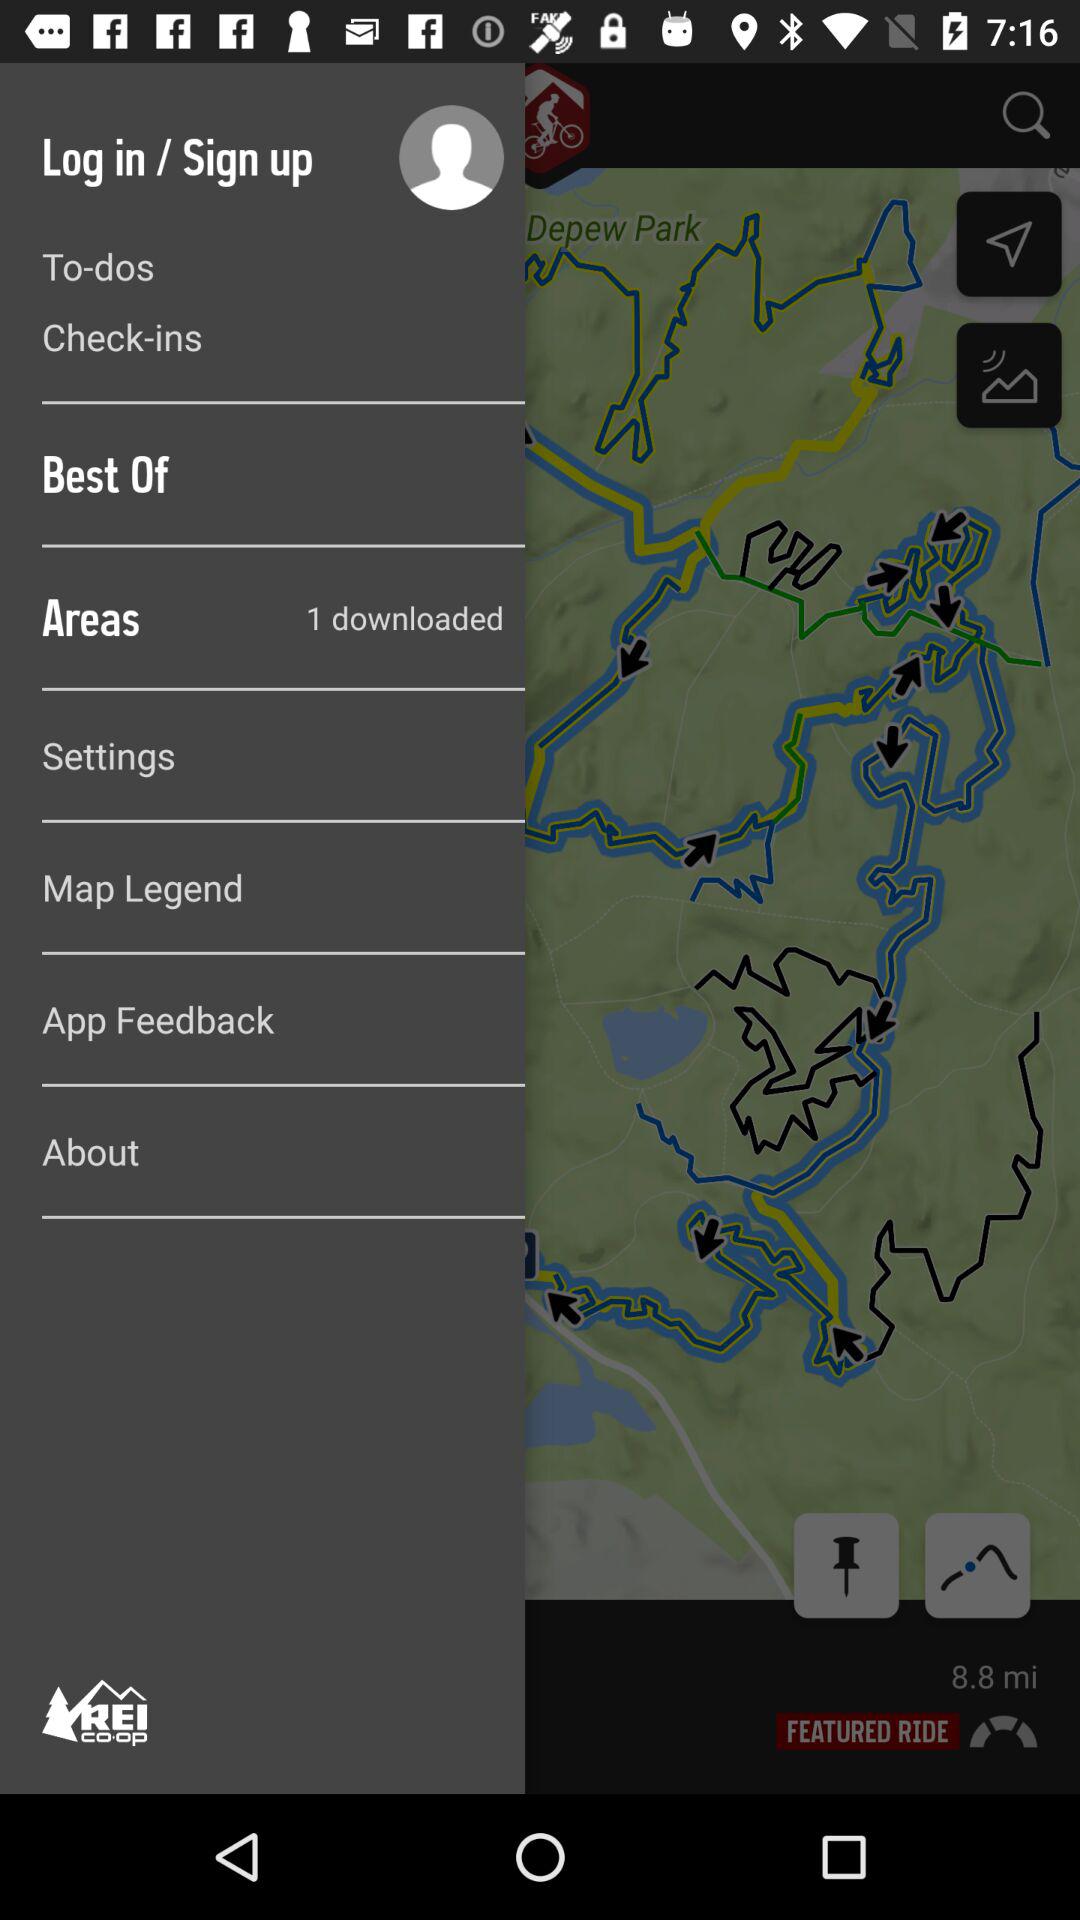 FAKE
7:16
Log in / Sign up
Depew Park
To-dos
Check-ins
Best Of
Areas
1 downloaded
Settings
Map Legend
App Feedback
About
REI
CO·OP
8.8 mi
FEATURED RIDE